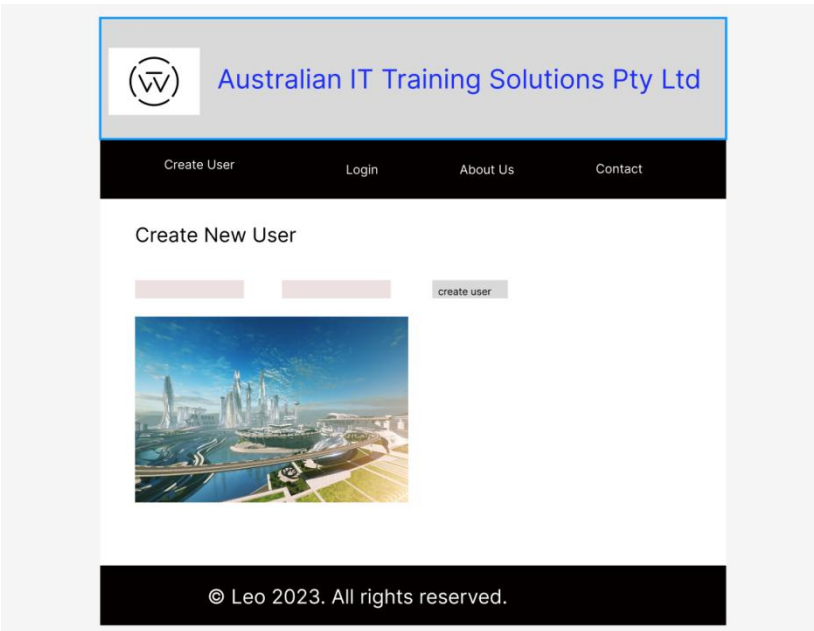 Australian IT Training Solutions Pty Ltd
Create User Login About Us Contact
Create New User
create user
© Leo 2023. All rights reserved.